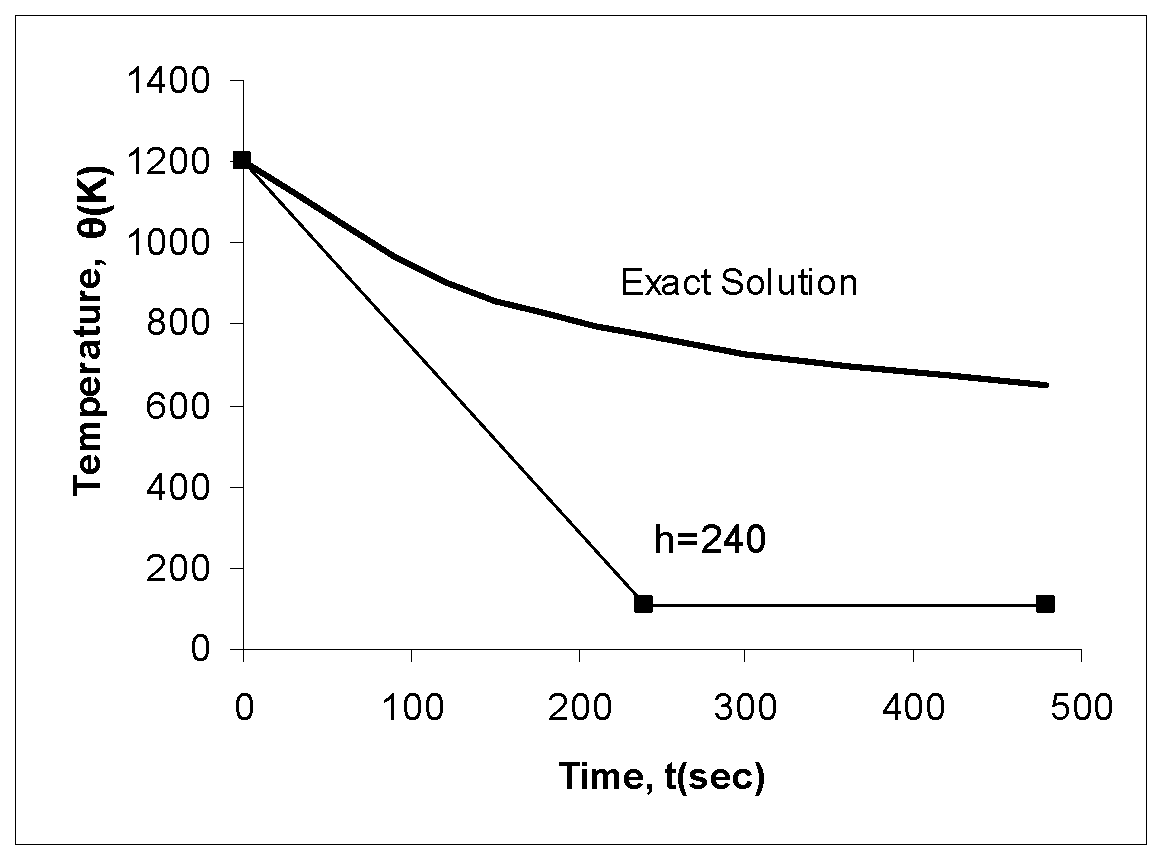 1400
1200
1000
800
600
400
200
0
Temperature, θ(K)
Exact Solution
h=240
0 100 200 300 400 500
Time, t(sec)